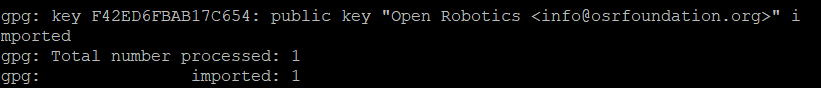 gpg: key F42ED6FBAB17C654: public key "Open Robotics <info@osrfoundation.org>" i
mported
gpg: Total number processed: 1
gpg:               imported: 1